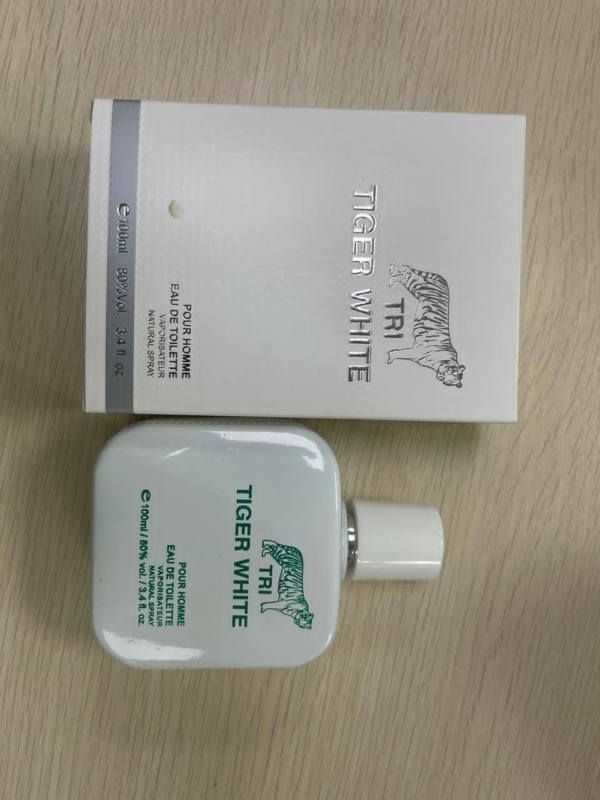 TRI
TIGER WHITE
POUR HOMME
EAU DE TOILETTE
VAPORISATEUR
NATURAL SPRAY
℮100ml 80%Vol. 3.4 fl. oz.
TRI
TIGER WHITE
POUR HOMME
EAU DE TOILETTE
VAPORISATEUR
NATURAL SPRAY
℮100ml / 80% vol. / 3.4 fl. oz.